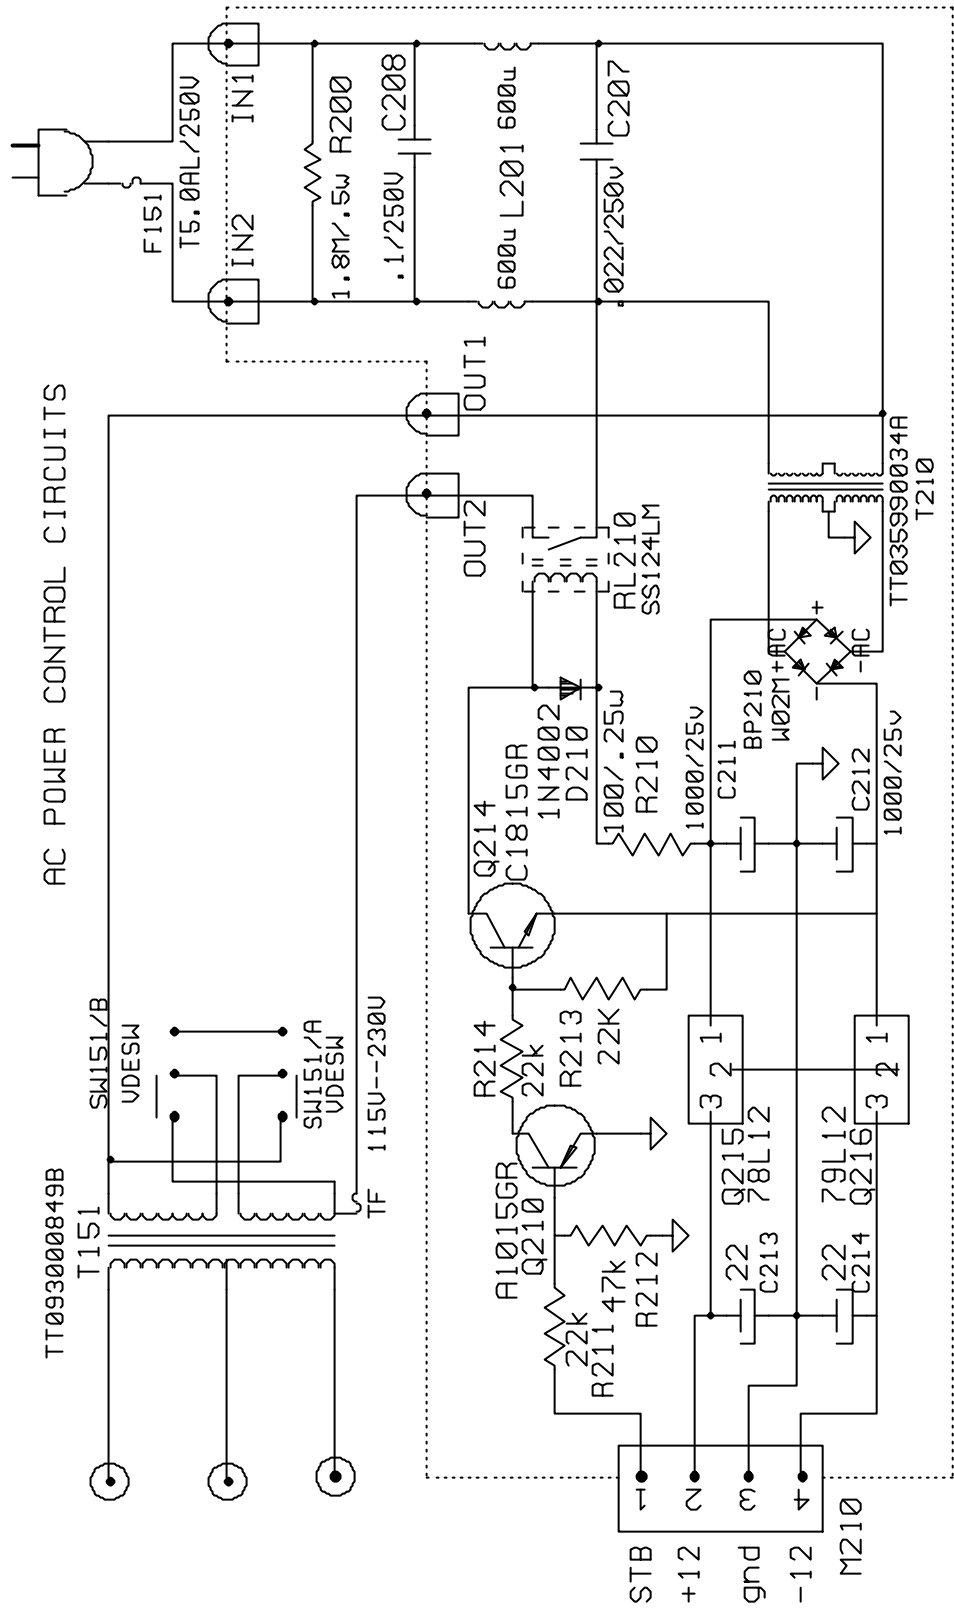 AC POWER CONTROL CIRCUITS
F151
T5.0AL/250V
IN1
IN2
1.8M/.5w R200
.1/250V C208
600u L201 600u
.022/250v C207
OUT1
OUT2
RL210
SS124LM
TT03599O034A
T210
+
+AC
-AC
-
BP210
W02M
1N4002
D210
100/.25w
R210
1000/25v
C211
C212
1000/25v
Q214
C1815GR
R214
22K
R213
22K
SW151/B
VDESW
SW151/A
VDESW
115V--230V
TF
TT093000849B
T151
A1015GR
Q210
47k
R212
22K
R211
1
2
3
Q215
78L12
1
2
3
79L12
Q216
22
C213
22
C214
1
2
3
4
STB
+12
gnd
-12
M210